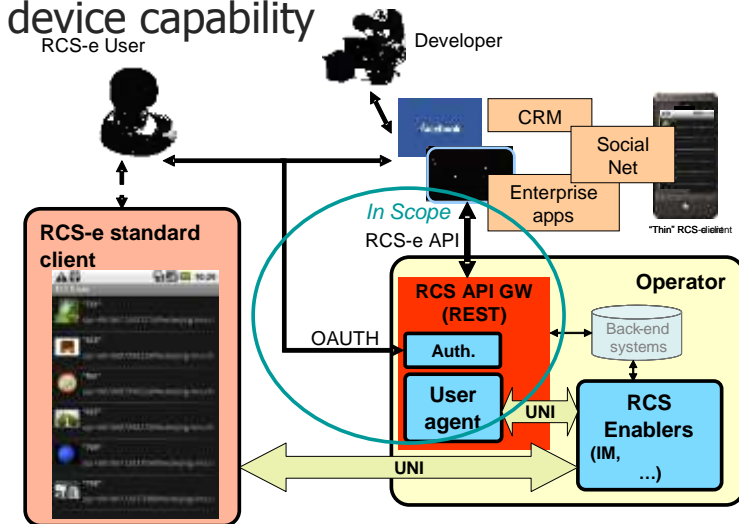 device capability
RCS-e User
Developer
facebook
CRM
Social
Net
Enterprise
apps
"Thin" RCS-e client
In Scope
RCS-e API
RCS-e standard
client
Operator
RCS API GW
(REST)
Back-end
systems
OAUTH
Auth.
User
agent
UNI
RCS
Enablers
(IM,
…)
UNI